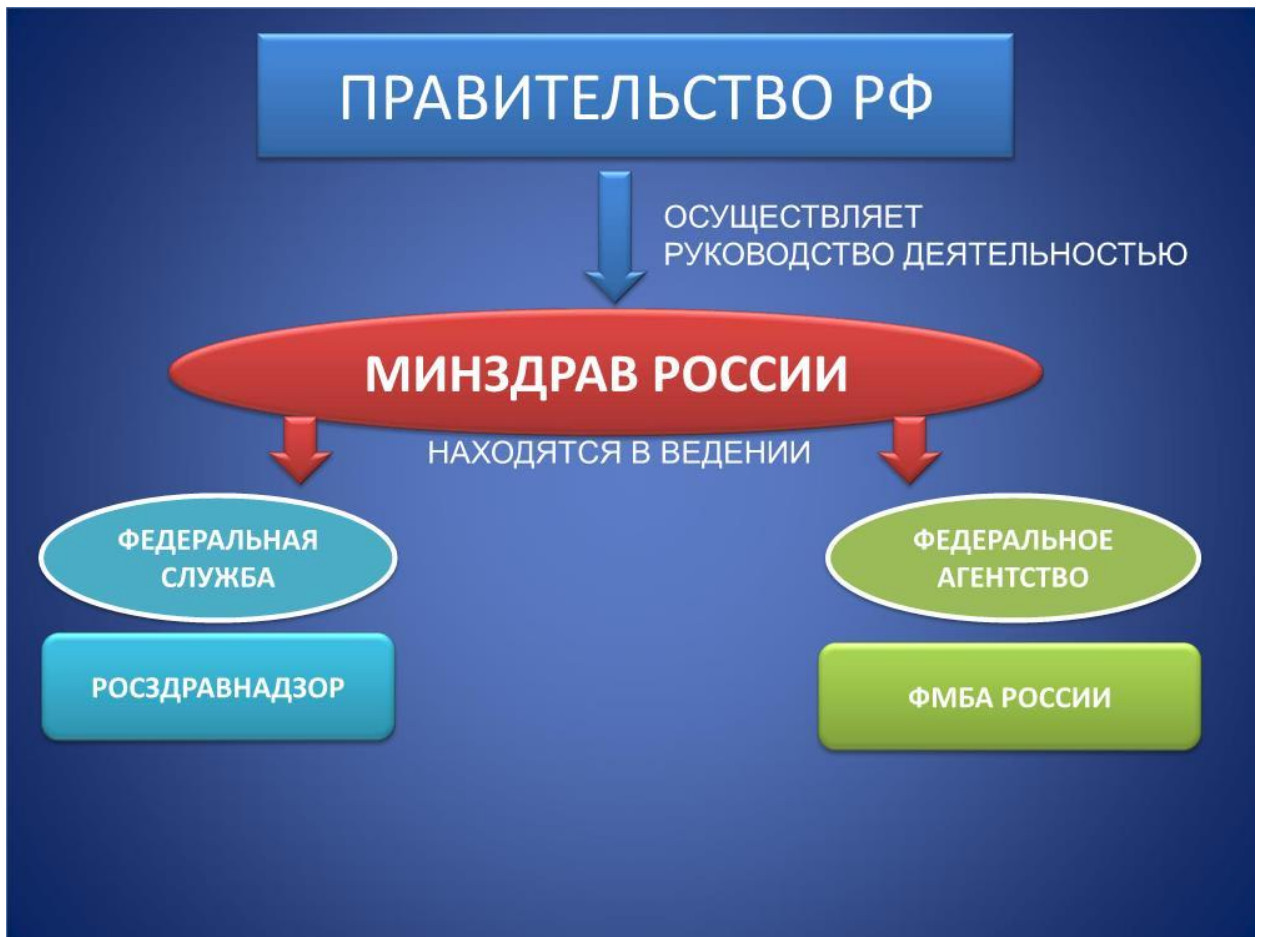 ПРАВИТЕЛЬСТВО РФ
ОСУЩЕСТВЛЯЕТ
РУКОВОДСТВО ДЕЯТЕЛЬНОСТЬЮ
МИНЗДРАВ РОССИИ
НАХОДЯТСЯ В ВЕДЕНИИ
ФЕДЕРАЛЬНАЯ
СЛУЖБА
ФЕДЕРАЛЬНОЕ
АГЕНТСТВО
РОСЗДРАВНАДЗОР
ФМБА РОССИИ